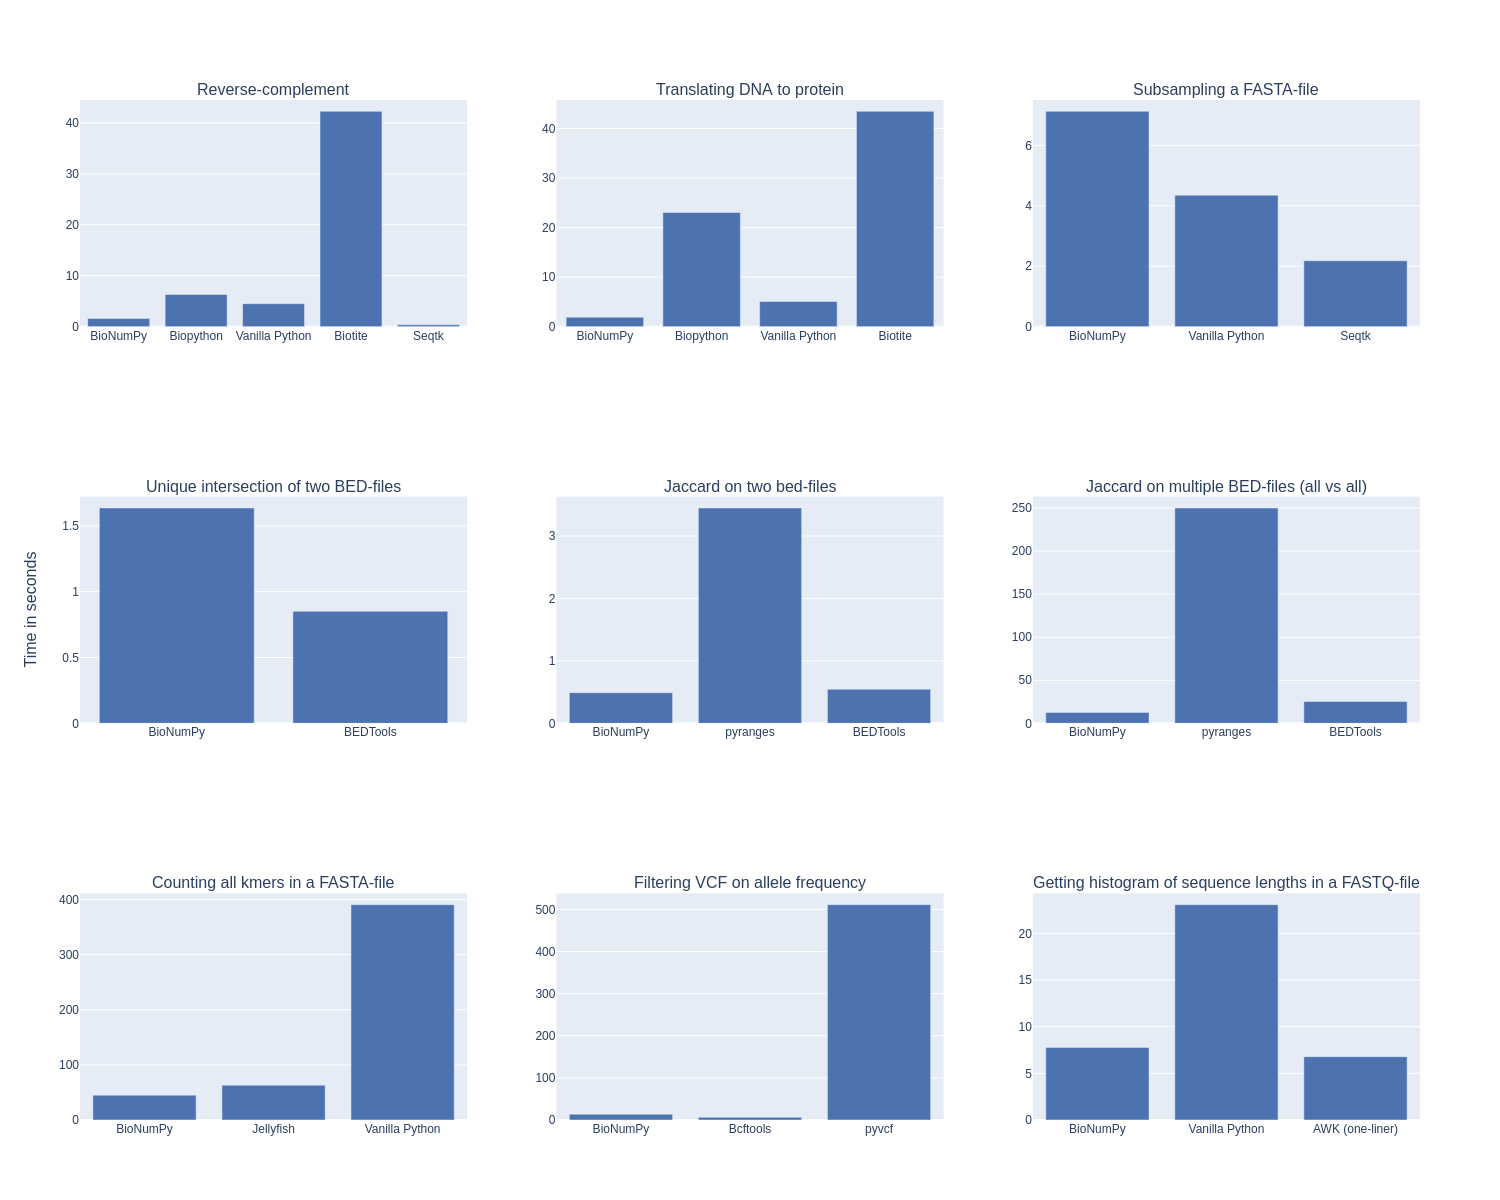 Reverse-complement
40
30
20
10
0
BioNumPy Biopython Vanilla Python Biotite Seqtk
Translating DNA to protein
40
30
20
10
0
BioNumPy Biopython Vanilla Python Biotite
Subsampling a FASTA-file
6
4
2
0
BioNumPy Vanilla Python Seqtk
Time in seconds
Unique intersection of two BED-files
1.5
1
0.5
0
BioNumPy BEDTools
Jaccard on two bed-files
3
2
1
0
BioNumPy pyranges BEDTools
Jaccard on multiple BED-files (all vs all)
250
200
150
100
50
0
BioNumPy pyranges BEDTools
Counting all kmers in a FASTA-file
400
300
200
100
0
BioNumPy Jellyfish Vanilla Python
Filtering VCF on allele frequency
500
400
300
200
100
0
BioNumPy Bcftools pyvcf
Getting histogram of sequence lengths in a FASTQ-file
20
15
10
5
0
BioNumPy Vanilla Python AWK (one-liner)